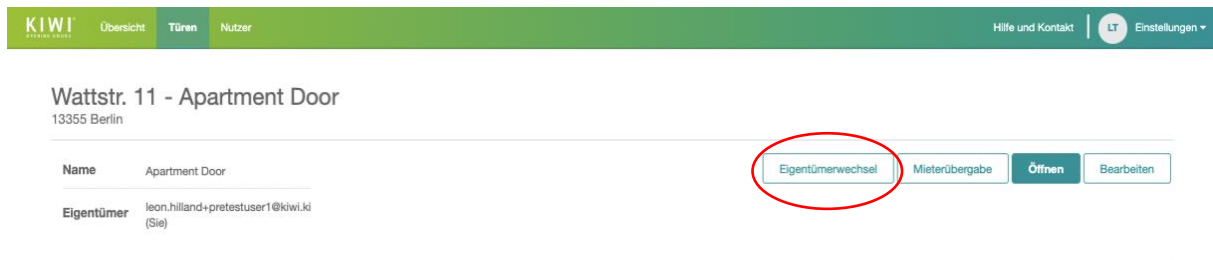 KIWI
OPENING DOORS
Übersicht
Türen
Nutzer
Hilfe und Kontakt
LT
Einstellungen
Wattstr. 11 - Apartment Door
13355 Berlin
Name Apartment Door
Eigentümerwechsel
Mieterübergabe
Öffnen
Bearbeiten
Eigentümer leon.hilland+pretestuser1@kiwi.ki
(Sie)